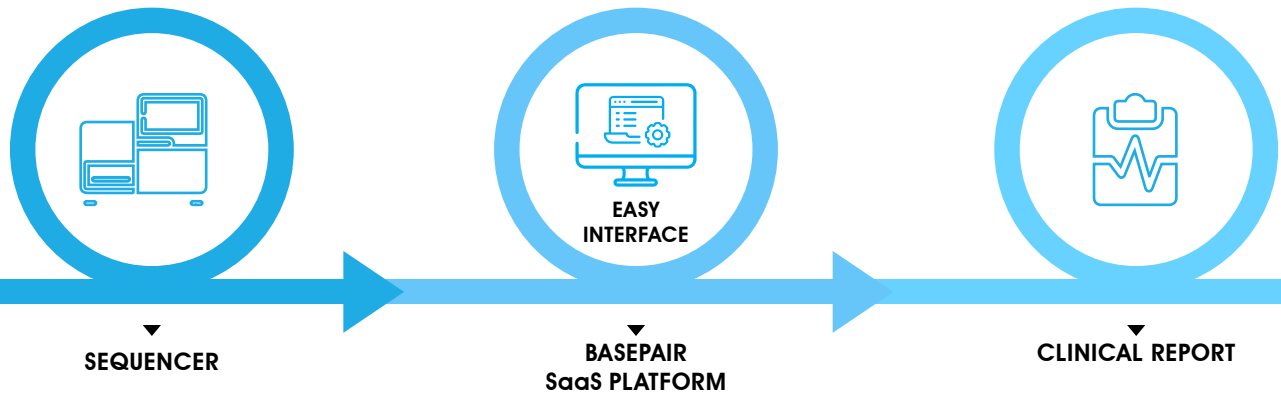 EASY
INTERFACE
SEQUENCER
BASEPAIR
SaaS PLATFORM
CLINICAL REPORT